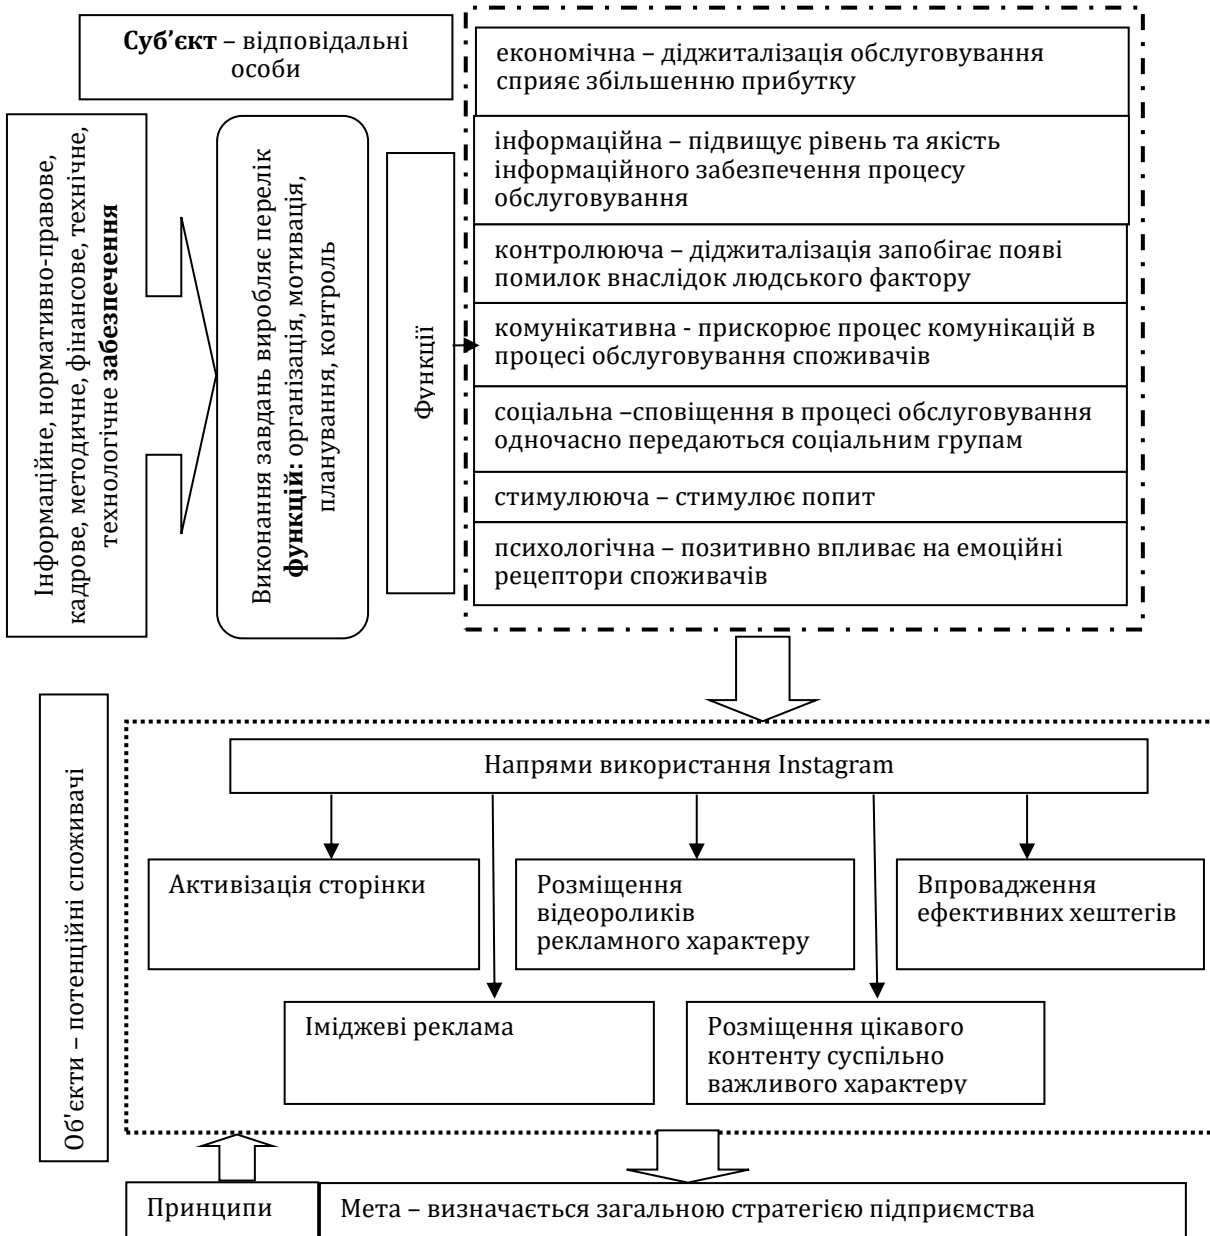 Суб’єкт – відповідальні
особи
економічна – діджиталізація обслуговування
сприяє збільшенню прибутку
інформаційна – підвищує рівень та якість
інформаційного забезпечення процесу
обслуговування
контролююча – діджиталізація запобігає появі
помилок внаслідок людського фактору
комунікативна - прискорює процес комунікацій в
процесі обслуговування споживачів
соціальна –сповіщення в процесі обслуговування
одночасно передаються соціальним групам
стимулююча – стимулює попит
психологічна – позитивно впливає на емоційні
рецептори споживачів
Інформаційне, нормативно-правове,
кадрове, методичне, фінансове, технічне,
технологічне забезпечення
Виконання завдань виробляє перелік
функцій: організація, мотивація,
планування, контроль
Функції
Об'єкти – потенційні споживачі
Напрями використання Instagram
Активізація сторінки
Розміщення
відеороликів
рекламного характеру
Впровадження
ефективних хештегів
Іміджеві реклама
Розміщення цікавого
контенту суспільно
важливого характеру
Принципи
Мета – визначається загальною стратегією підприємства